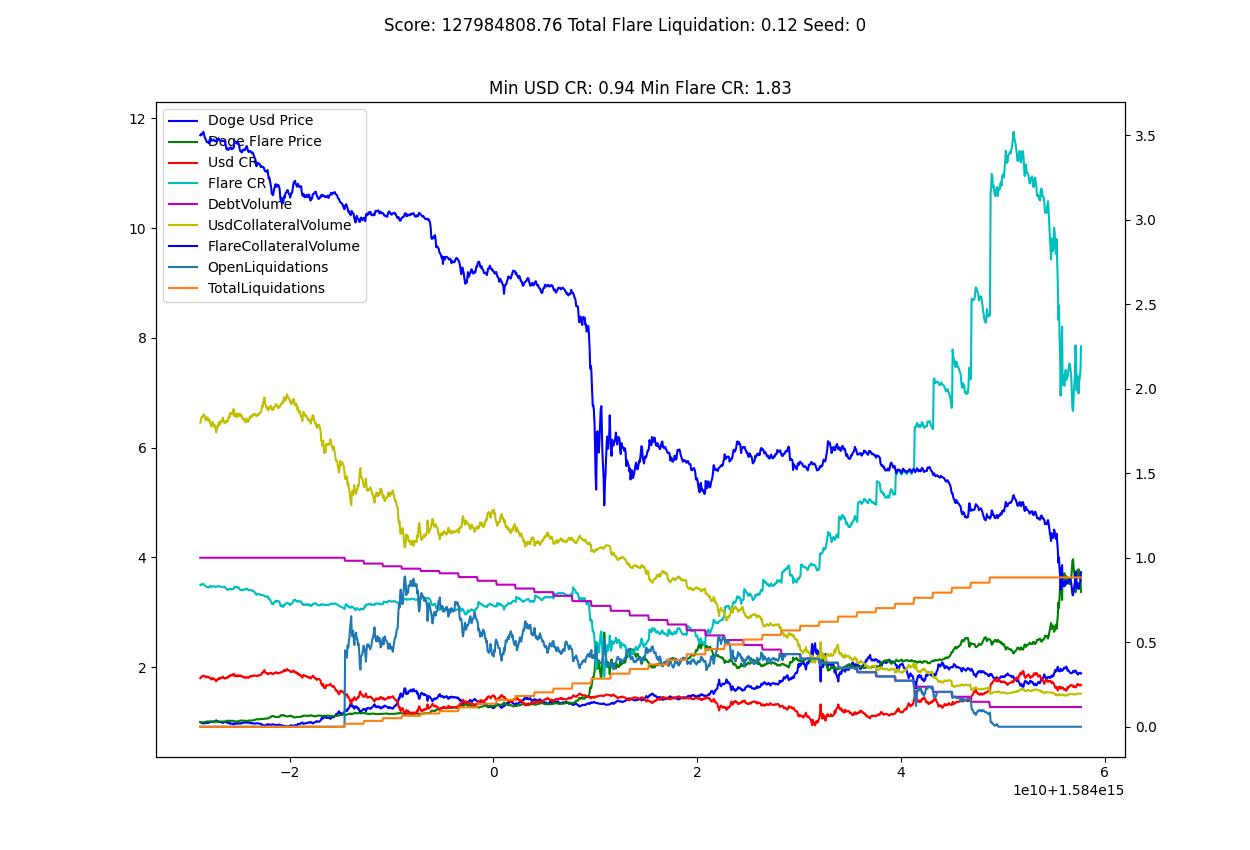 Score: 127984808.76 Total Flare Liquidation: 0.12 Seed: 0
Min USD CR: 0.94 Min Flare CR: 1.83
Doge Usd Price
Doge Flare Price
Usd CR
Flare CR
DebtVolume
UsdCollateralVolume
FlareCollateralVolume
OpenLiquidations
TotalLiquidations
12
10
8
6
4
2
3.5
3.0
2.5
2.0
1.5
1.0
0.5
0.0
−2
0
2
4
6
1e10+1.584e15